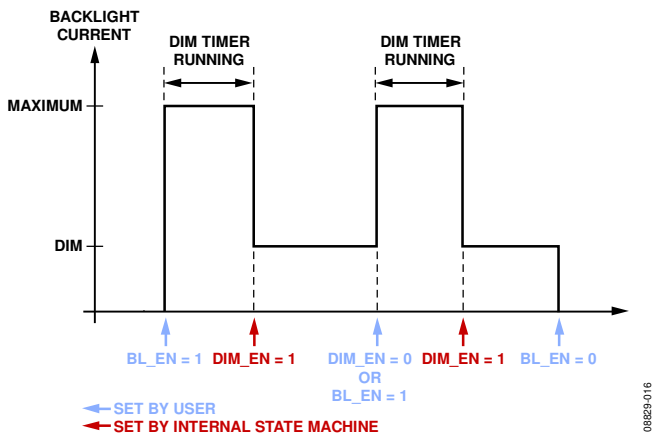 BACKLIGHT
CURRENT
DIM TIMER
RUNNING
DIM TIMER
RUNNING
MAXIMUM
DIM
BL_EN = 1 DIM_EN = 1 DIM_EN = 0 DIM_EN = 1 BL_EN = 0
OR
BL_EN = 1
SET BY USER
SET BY INTERNAL STATE MACHINE
08829-016